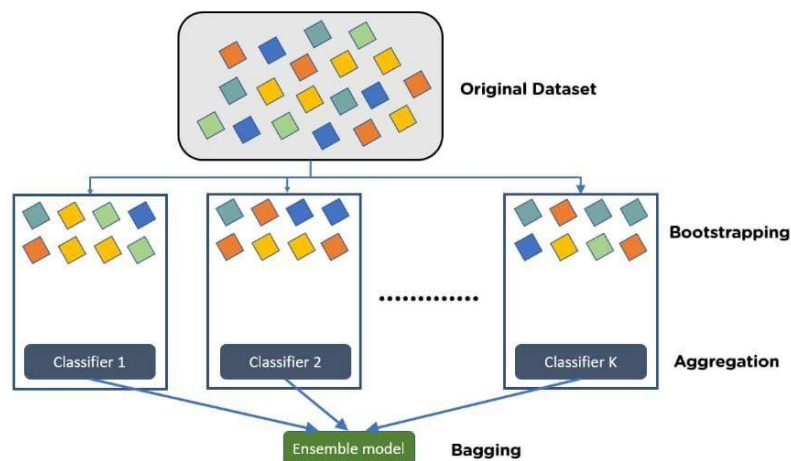 Original Dataset
Bootstrapping
Classifier 1
Classifier 2
Classifier K
Aggregation
Ensemble model
Bagging